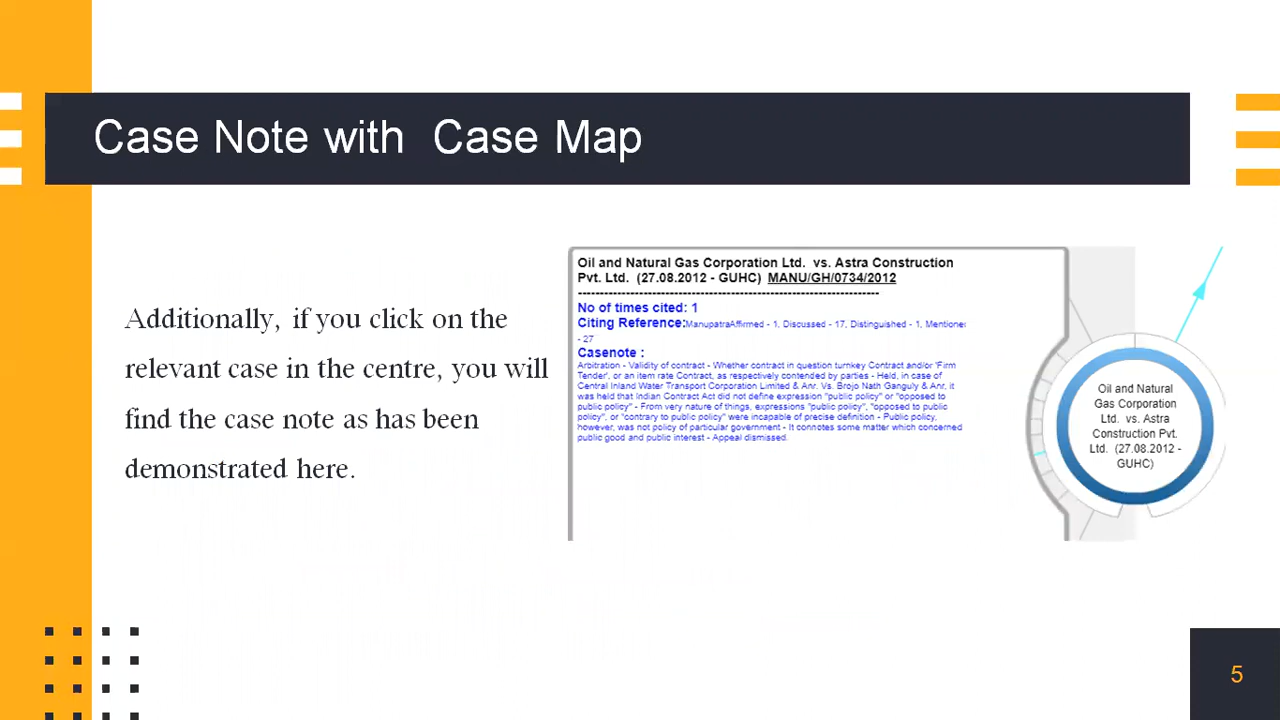 Case Note with Case Map
Additionally, if you click on the
relevant case in the centre, you will
find the case note as has been
demonstrated here.
Oil and Natural Gas Corporation Ltd. vs. Astra Construction
Pvt. Ltd. (27.08.2012 - GUHC) MANU/GH/0734/2012
------------------------------------------------------------------------
No of times cited: 1
Citing Reference:ManupatraAffirmed - 1, Discussed - 17, Distinguished - 1, Mentione
- 27
Casenote :
Arbitration - Validity of contract - Whether contract in question turnkey Contract and/or 'Firm
Tender', or an item rate Contract, as respectively contended by parties - Held, in case of
Central Inland Water Transport Corporation Limited & Anr. Vs. Brojo Nath Ganguly & Anr, it
was held that Indian Contract Act did not define expression "public policy" or "opposed to
public policy" - From very nature of things, expressions "public policy", "opposed to public
policy", or "contrary to public policy" were incapable of precise definition - Public policy,
however, was not policy of particular government - It connotes some matter which concerned
public good and public interest - Appeal dismissed.
Oil and Natural
Gas Corporation
Ltd. vs. Astra
Construction Pvt.
Ltd. (27.08.2012 -
GUHC)
5